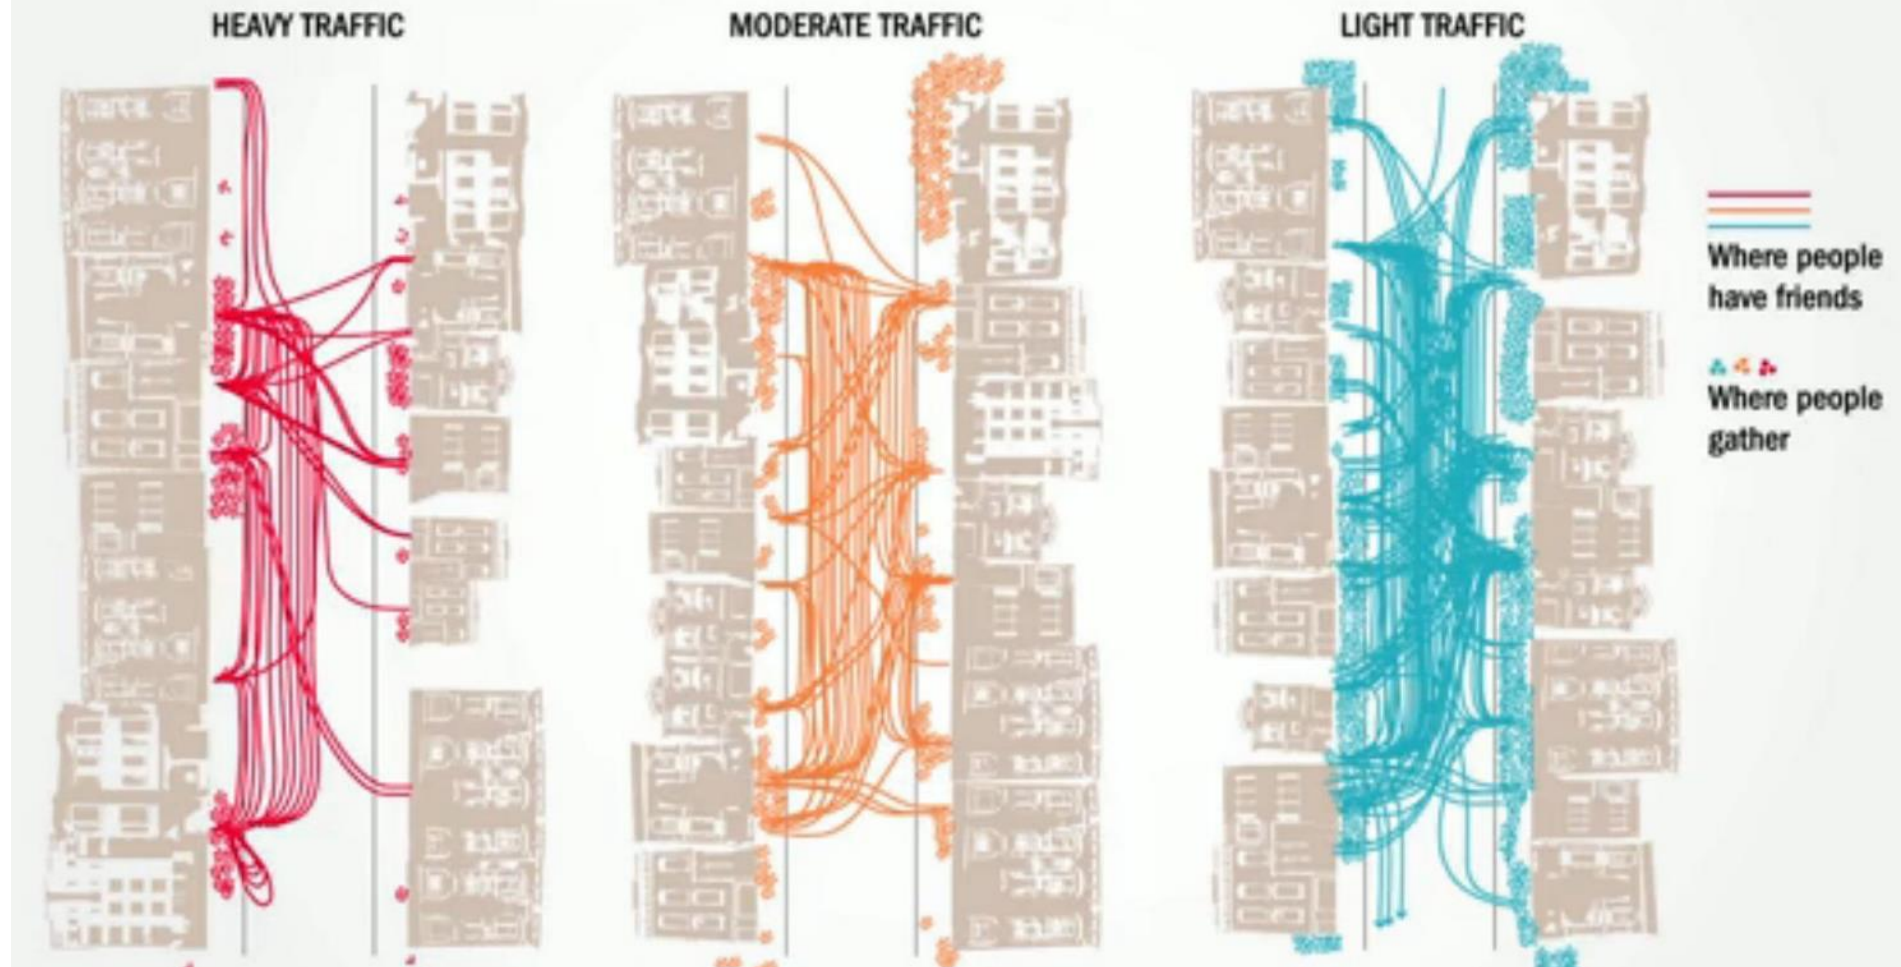 HEAVY TRAFFIC
MODERATE TRAFFIC
LIGHT TRAFFIC
Where people
have friends
Where people
gather